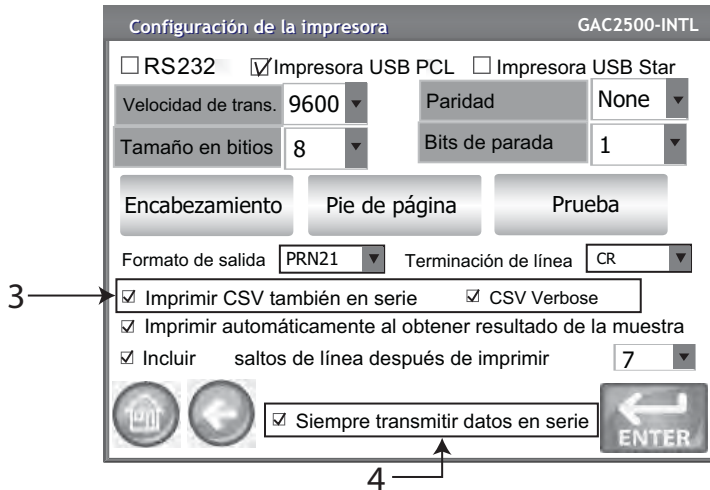 Configuración de la impresora GAC2500-INTL
RS232 Impresora USB PCL Impresora USB Star
Velocidad de trans. 9600 Paridad None
Tamaño en bitios 8 Bits de parada 1
Encabezamiento Pie de página Prueba
Formato de salida PRN21 Terminación de línea CR
3 Imprimir CSV también en serie CSV Verbose
Imprimir automáticamente al obtener resultado de la muestra
Incluir saltos de línea después de imprimir 7
Siempre transmitir datos en serie ENTER
4